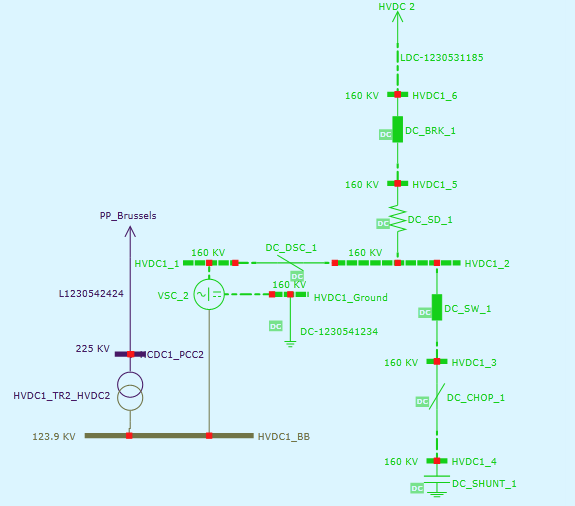 HVDC 2
LDC-1230531185
160 KV HVDC1_6
DC DC_BRK_1
160 KV HVDC1_5
DC DC_SD_1
PP_Brussels
DC_DSC_1
160 KV 160 KV
HVDC1_1 HVDC1_2
DC
160 KV
L1230542424 VSC_2 HVDC1_Ground
DC DC_SW_1
DC DC-1230541234
225 KV CDC1_PCC2
160 KV HVDC1_3
HVDC1_TR2_HVDC2
DC DC_CHOP_1
123.9 KV HVDC1_BB
160 KV HVDC1_4
DC DC_SHUNT_1